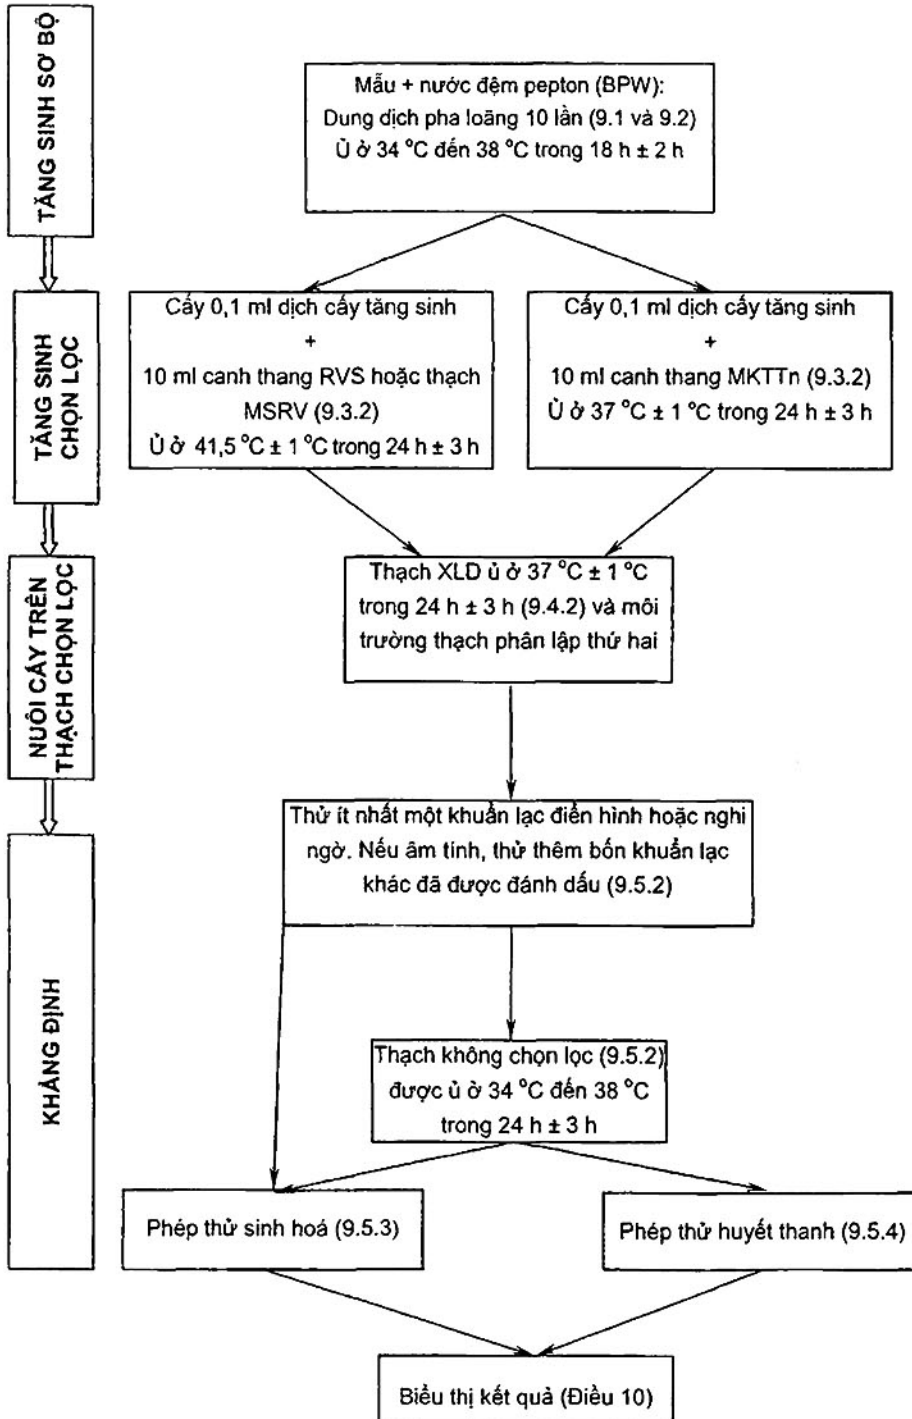 TĂNG SINH SƠ BỘ
Mẫu + nước đệm pepton (BPW):
Dung dịch pha loãng 10 lần (9.1 và 9.2)
Ủ ở 34 °C đến 38 °C trong 18 h ± 2 h
TĂNG SINH
CHỌN LỌC
Cấy 0,1 ml dịch cấy tăng sinh
+
10 ml canh thang RVS hoặc thạch
MSRV (9.3.2)
Ủ ở 41,5 °C ± 1 °C trong 24 h ± 3 h
Cấy 0,1 ml dịch cấy tăng sinh
+
10 ml canh thang MKTTn (9.3.2)
Ủ ở 37 °C ± 1 °C trong 24 h ± 3 h
NUÔI CẤY TRÊN
THẠCH CHỌN LỌC
Thạch XLD ủ ở 37 °C ± 1 °C
trong 24 h ± 3 h (9.4.2) và môi
trường thạch phân lập thứ hai
KHẲNG ĐỊNH
Thử ít nhất một khuẩn lạc điển hình hoặc nghi
ngờ. Nếu âm tính, thử thêm bốn khuẩn lạc
khác đã được đánh dấu (9.5.2)
Thạch không chọn lọc (9.5.2)
được ủ ở 34 °C đến 38 °C
trong 24 h ± 3 h
Phép thử sinh hoá (9.5.3)
Phép thử huyết thanh (9.5.4)
Biểu thị kết quả (Điều 10)